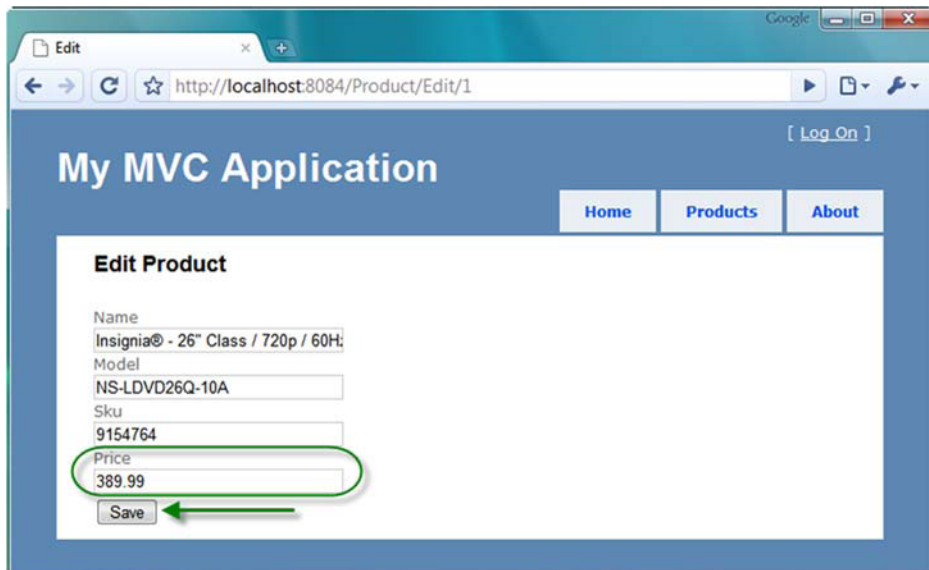 Google
Edit
http://localhost:8084/Product/Edit/1
[ Log On ]
My MVC Application
Home Products About
Edit Product
Name
Insignia® - 26" Class / 720p / 60Hz
Model
NS-LDVD26Q-10A
Sku
9154764
Price
389.99
Save